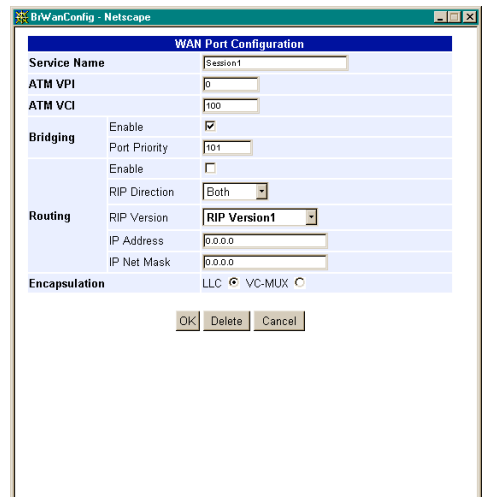 BrWanConfig - Netscape
WAN Port Configuration
Service Name Session1
ATM VPI 0
ATM VCI 100
Bridging
Enable
Port Priority 101
Routing
Enable
RIP Direction Both
RIP Version RIP Version1
IP Address 0.0.0.0
IP Net Mask 0.0.0.0
Encapsulation LLC VC-MUX
OK Delete Cancel